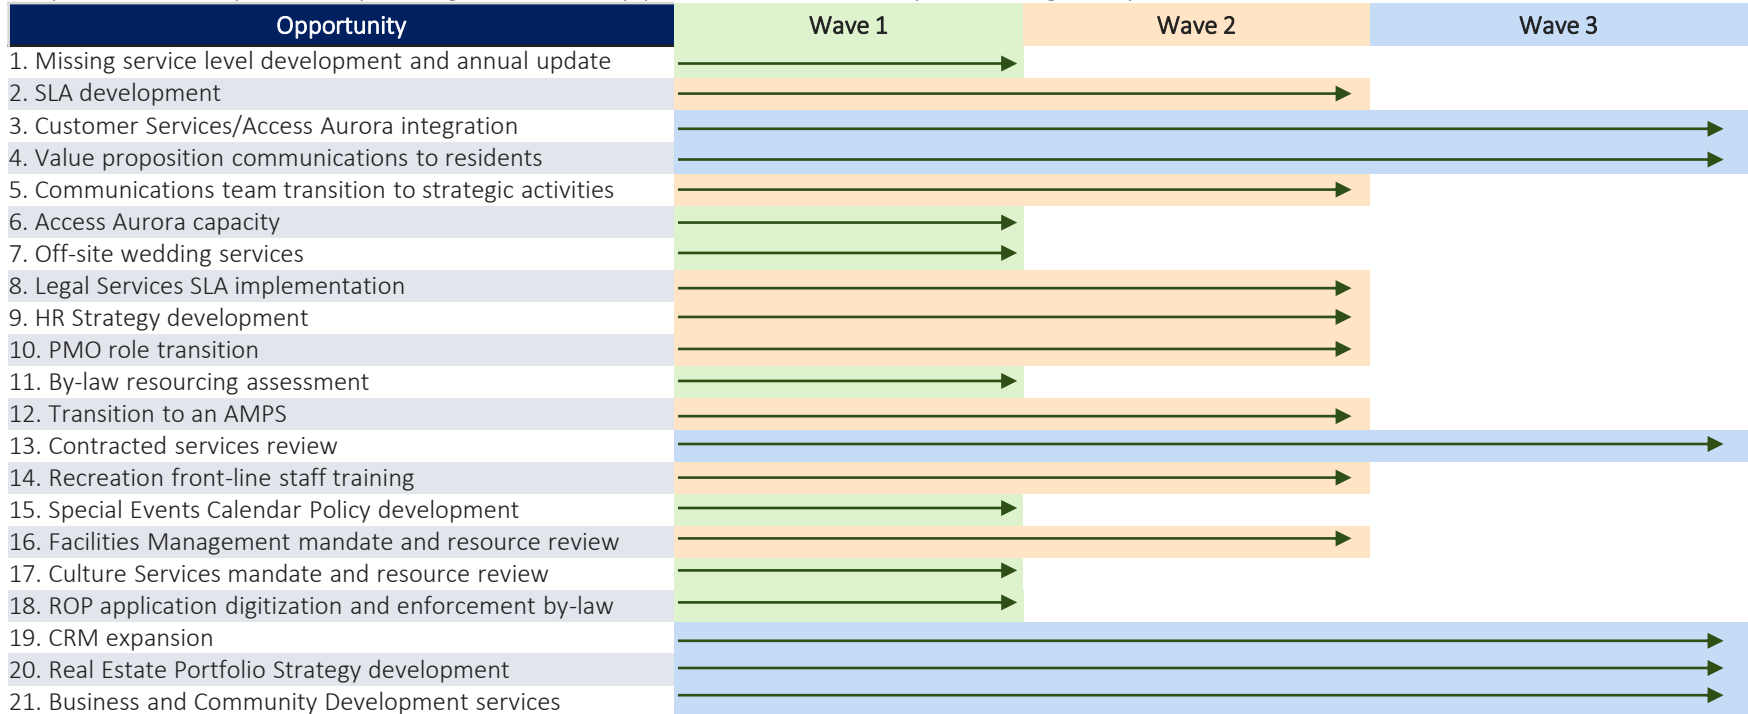 Opportunity Wave 1 Wave 2 Wave 3
1. Missing service level development and annual update
2. SLA development
3. Customer Services/Access Aurora integration
4. Value proposition communications to residents
5. Communications team transition to strategic activities
6. Access Aurora capacity
7. Off-site wedding services
8. Legal Services SLA implementation
9. HR Strategy development
10. PMO role transition
11. By-law resourcing assessment
12. Transition to an AMPS
13. Contracted services review
14. Recreation front-line staff training
15. Special Events Calendar Policy development
16. Facilities Management mandate and resource review
17. Culture Services mandate and resource review
18. ROP application digitization and enforcement by-law
19. CRM expansion
20. Real Estate Portfolio Strategy development
21. Business and Community Development services